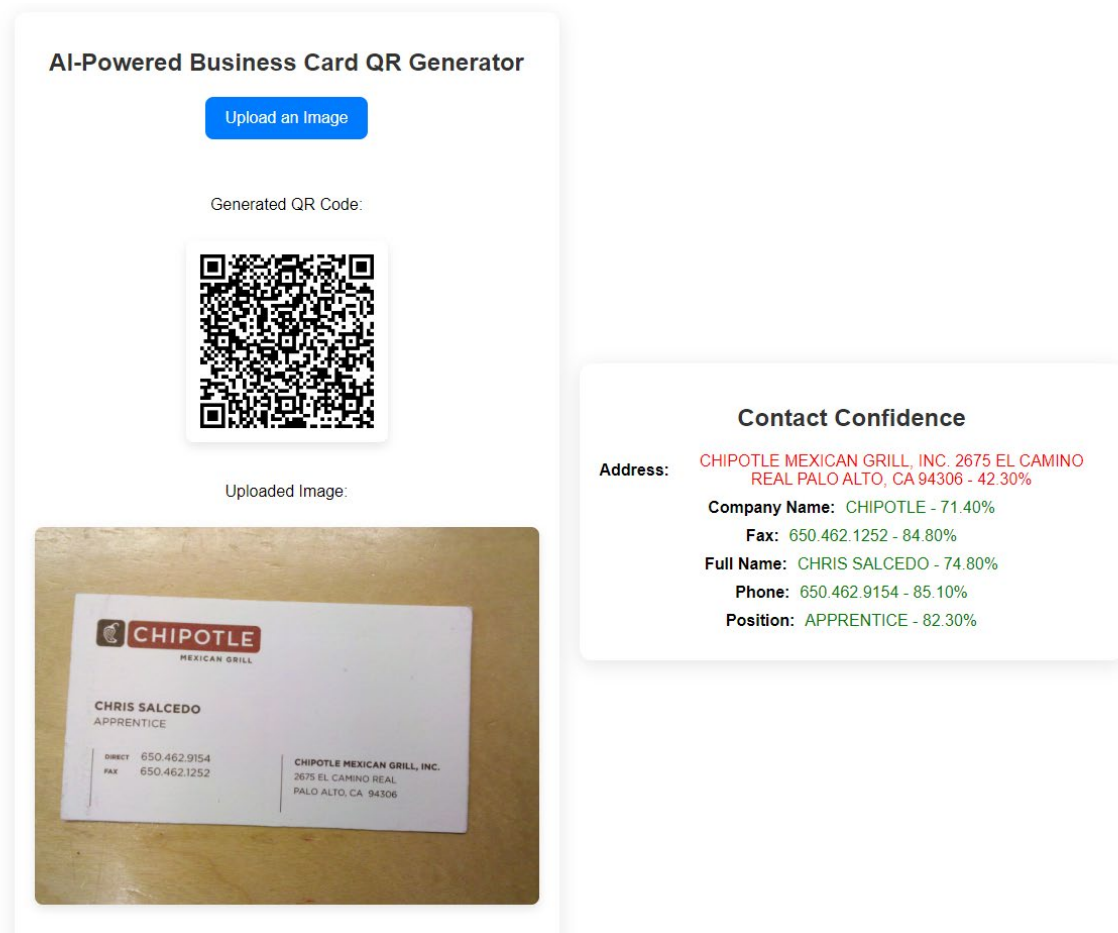 AI-Powered Business Card QR Generator
Upload an Image
Generated QR Code:
Uploaded Image:
CHIPOTLE
MEXICAN GRILL
CHRIS SALCEDO
APPRENTICE
DIRECT 650.462.9154
FAX 650.462.1252
CHIPOTLE MEXICAN GRILL, INC.
2675 EL CAMINO REAL
PALO ALTO, CA 94306
Contact Confidence
Address: CHIPOTLE MEXICAN GRILL, INC. 2675 EL CAMINO
REAL PALO ALTO, CA 94306 - 42.30%
Company Name: CHIPOTLE - 71.40%
Fax: 650.462.1252 - 84.80%
Full Name: CHRIS SALCEDO - 74.80%
Phone: 650.462.9154 - 85.10%
Position: APPRENTICE - 82.30%